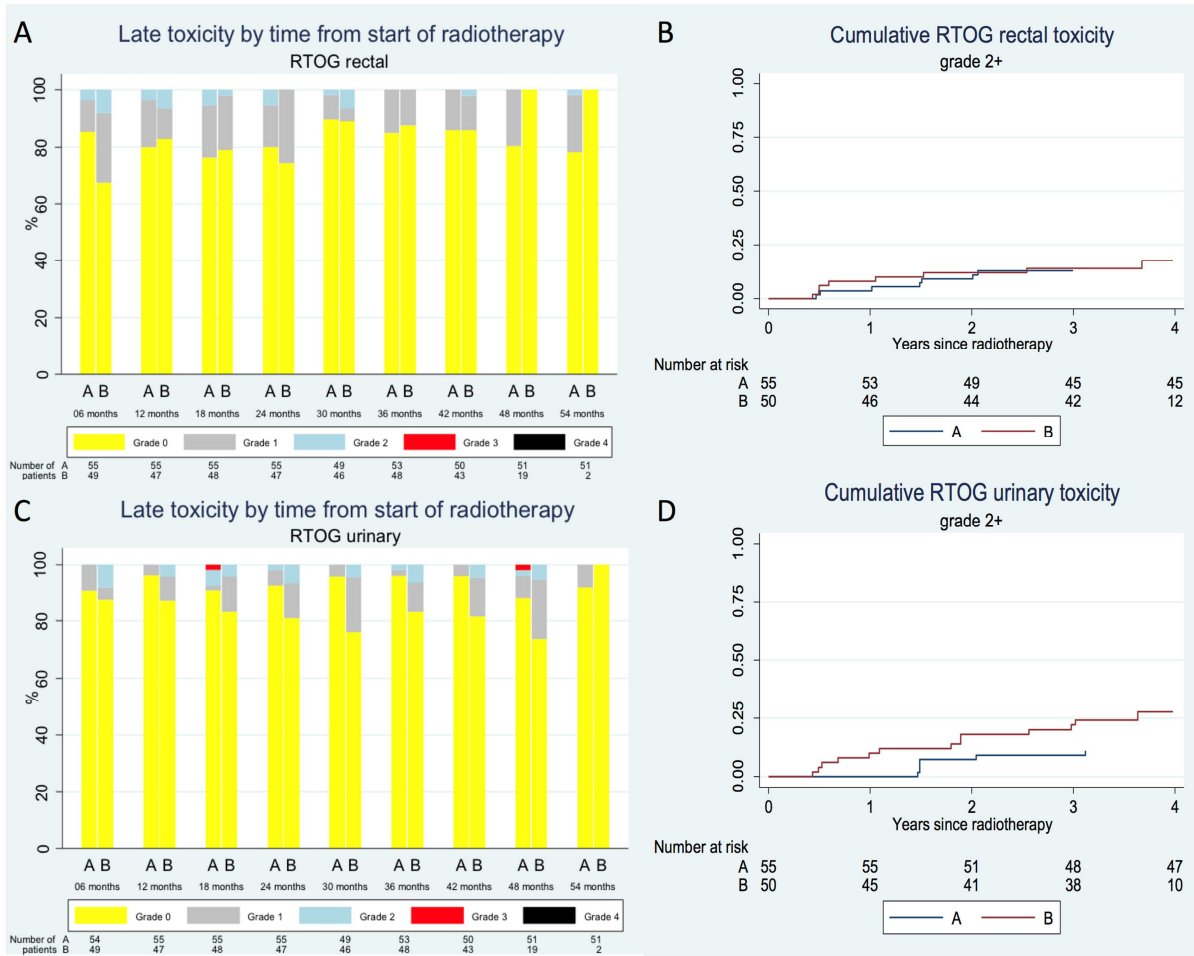 A
Late toxicity by time from start of radiotherapy
RTOG rectal
100
80
60
40
20
0
%
A B A B A B A B A B A B A B A B A B
06 months 12 months 18 months 24 months 30 months 36 months 42 months 48 months 54 months
Grade 0 Grade 1 Grade 2 Grade 3 Grade 4
Number of A 55 55 55 55 49 53 50 51 51
patients B 49 47 48 47 46 48 43 19 2
B
Cumulative RTOG rectal toxicity
grade 2+
1.00
0.75
0.50
0.25
0.00
0 1 2 3 4
Years since radiotherapy
Number at risk
A 55 53 49 45 45
B 50 46 44 42 12
A B
C
Late toxicity by time from start of radiotherapy
RTOG urinary
100
80
60
40
20
0
%
A B A B A B A B A B A B A B A B A B
06 months 12 months 18 months 24 months 30 months 36 months 42 months 48 months 54 months
Grade 0 Grade 1 Grade 2 Grade 3 Grade 4
Number of A 54 55 55 55 49 53 50 51 51
patients B 49 47 48 47 46 48 43 19 2
D
Cumulative RTOG urinary toxicity
grade 2+
1.00
0.75
0.50
0.25
0.00
0 1 2 3 4
Years since radiotherapy
Number at risk
A 55 55 51 48 47
B 50 45 41 38 10
A B